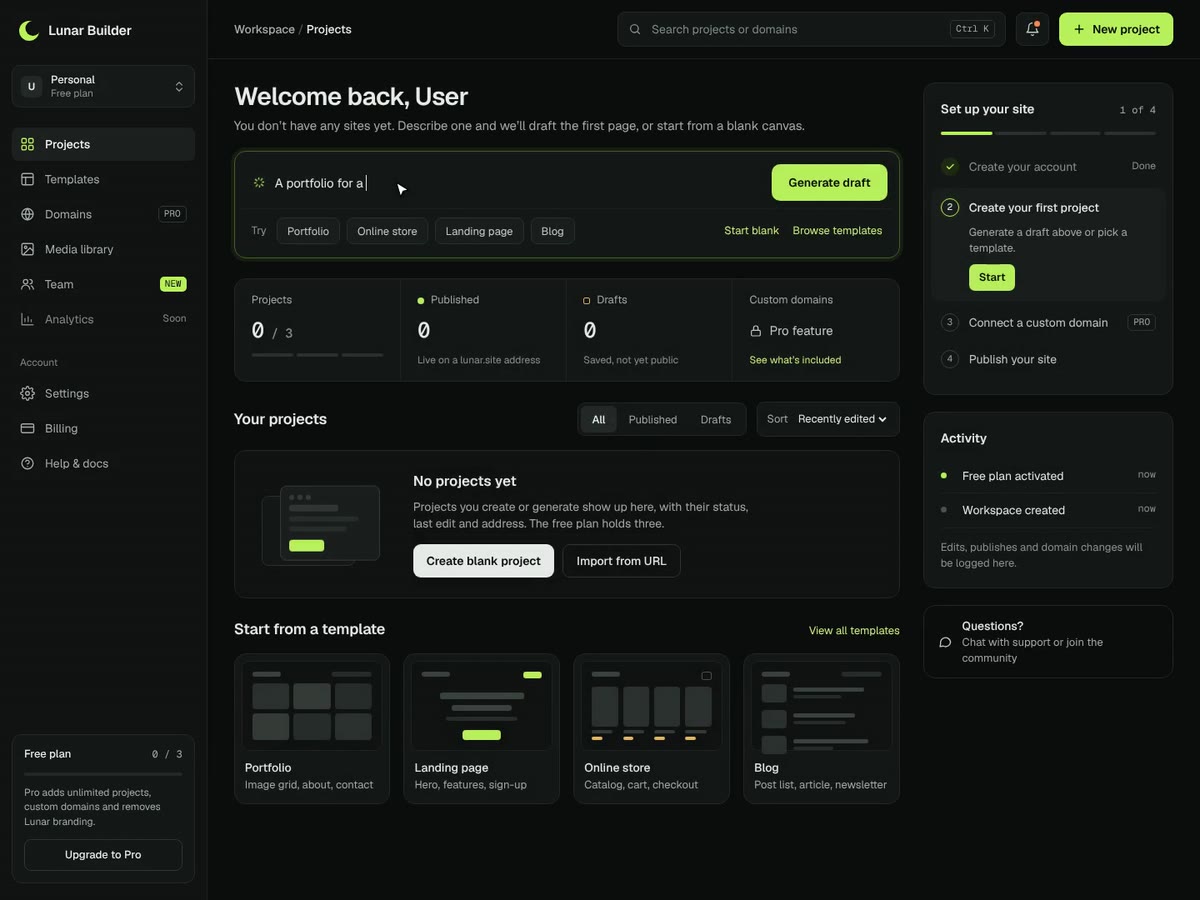 Lunar Builder
U
Personal
Free plan
Projects
Templates
Domains PRO
Media library
Team NEW
Analytics Soon
Account
Settings
Billing
Help & docs
Free plan 0 / 3
Pro adds unlimited projects,
custom domains and removes
Lunar branding.
Upgrade to Pro
Workspace / Projects
Search projects or domains Ctrl K
New project
Welcome back, User
You don’t have any sites yet. Describe one and we’ll draft the first page, or start from a blank canvas.
A portfolio for a
Generate draft
Try Portfolio Online store Landing page Blog
Start blank Browse templates
Projects
0 / 3
Published
0
Live on a lunar.site address
Drafts
0
Saved, not yet public
Custom domains
Pro feature
See what's included
Your projects
All Published Drafts
Sort Recently edited
No projects yet
Projects you create or generate show up here, with their status,
last edit and address. The free plan holds three.
Create blank project Import from URL
Start from a template
View all templates
Portfolio
Image grid, about, contact
Landing page
Hero, features, sign-up
Online store
Catalog, cart, checkout
Blog
Post list, article, newsletter
Set up your site 1 of 4
Create your account Done
2 Create your first project
Generate a draft above or pick a
template.
Start
3 Connect a custom domain PRO
4 Publish your site
Activity
Free plan activated now
Workspace created now
Edits, publishes and domain changes will
be logged here.
Questions?
Chat with support or join the
community